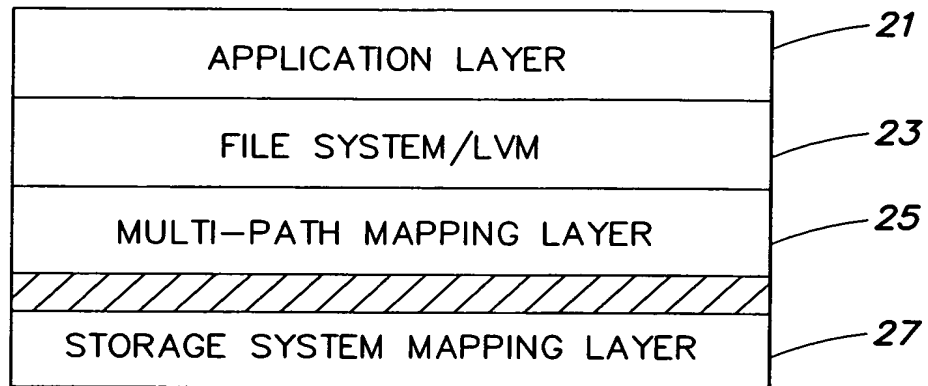 APPLICATION LAYER 21
FILE SYSTEM/LVM 23
MULTI-PATH MAPPING LAYER 25
STORAGE SYSTEM MAPPING LAYER 27